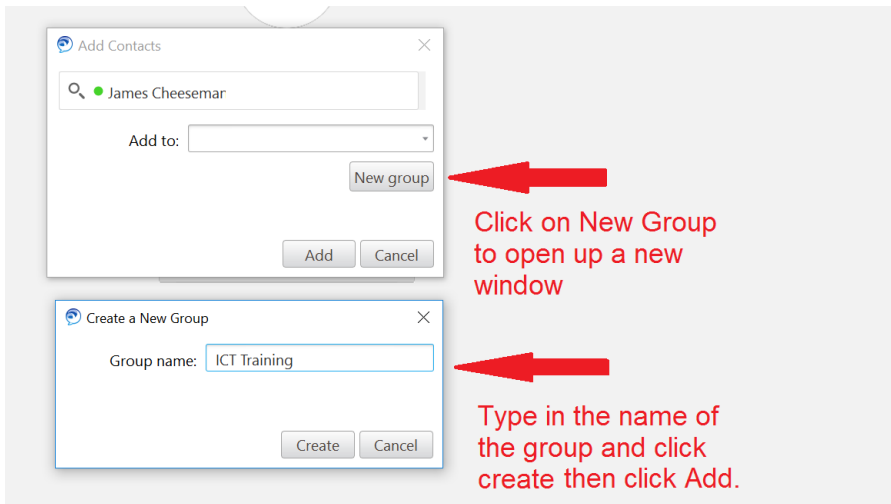 Add Contacts
James Cheeseman
Add to:
New group
Click on New Group
to open up a new
window
Add Cancel
Create a New Group
Group name: ICT Training
Type in the name of
the group and click
create then click Add.
Create Cancel